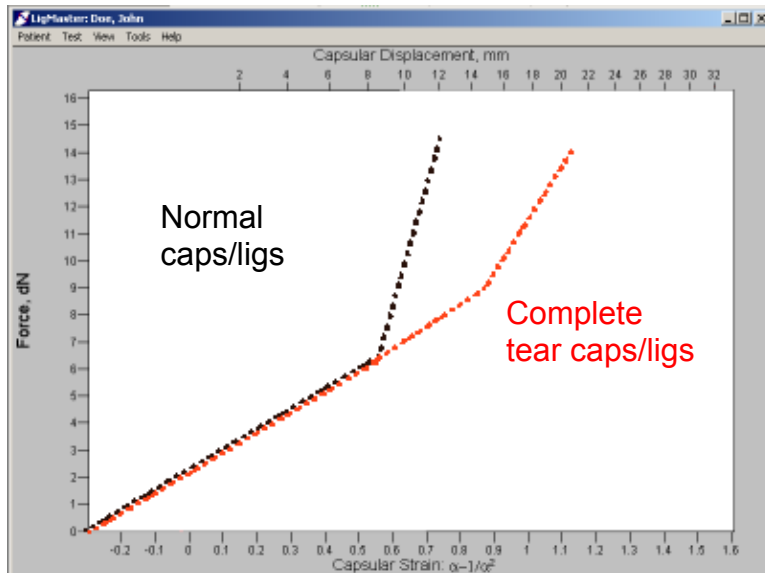 LigMaster: Doe, John
Patient Test View Tools Help
Capsular Displacement, mm
2 4 6 8 10 12 14 16 18 20 22 24 26 28 30 32
16
15
14
13
12
11
10
9
8
7
6
5
4
3
2
1
0
Force, dN
Normal
caps/ligs
Complete
tear caps/ligs
-0.2 -0.1 0 0.1 0.2 0.3 0.4 0.5 0.6 0.7 0.8 0.9 1 1.1 1.2 1.3 1.4 1.5 1.6
Capsular Strain: α-1/α²